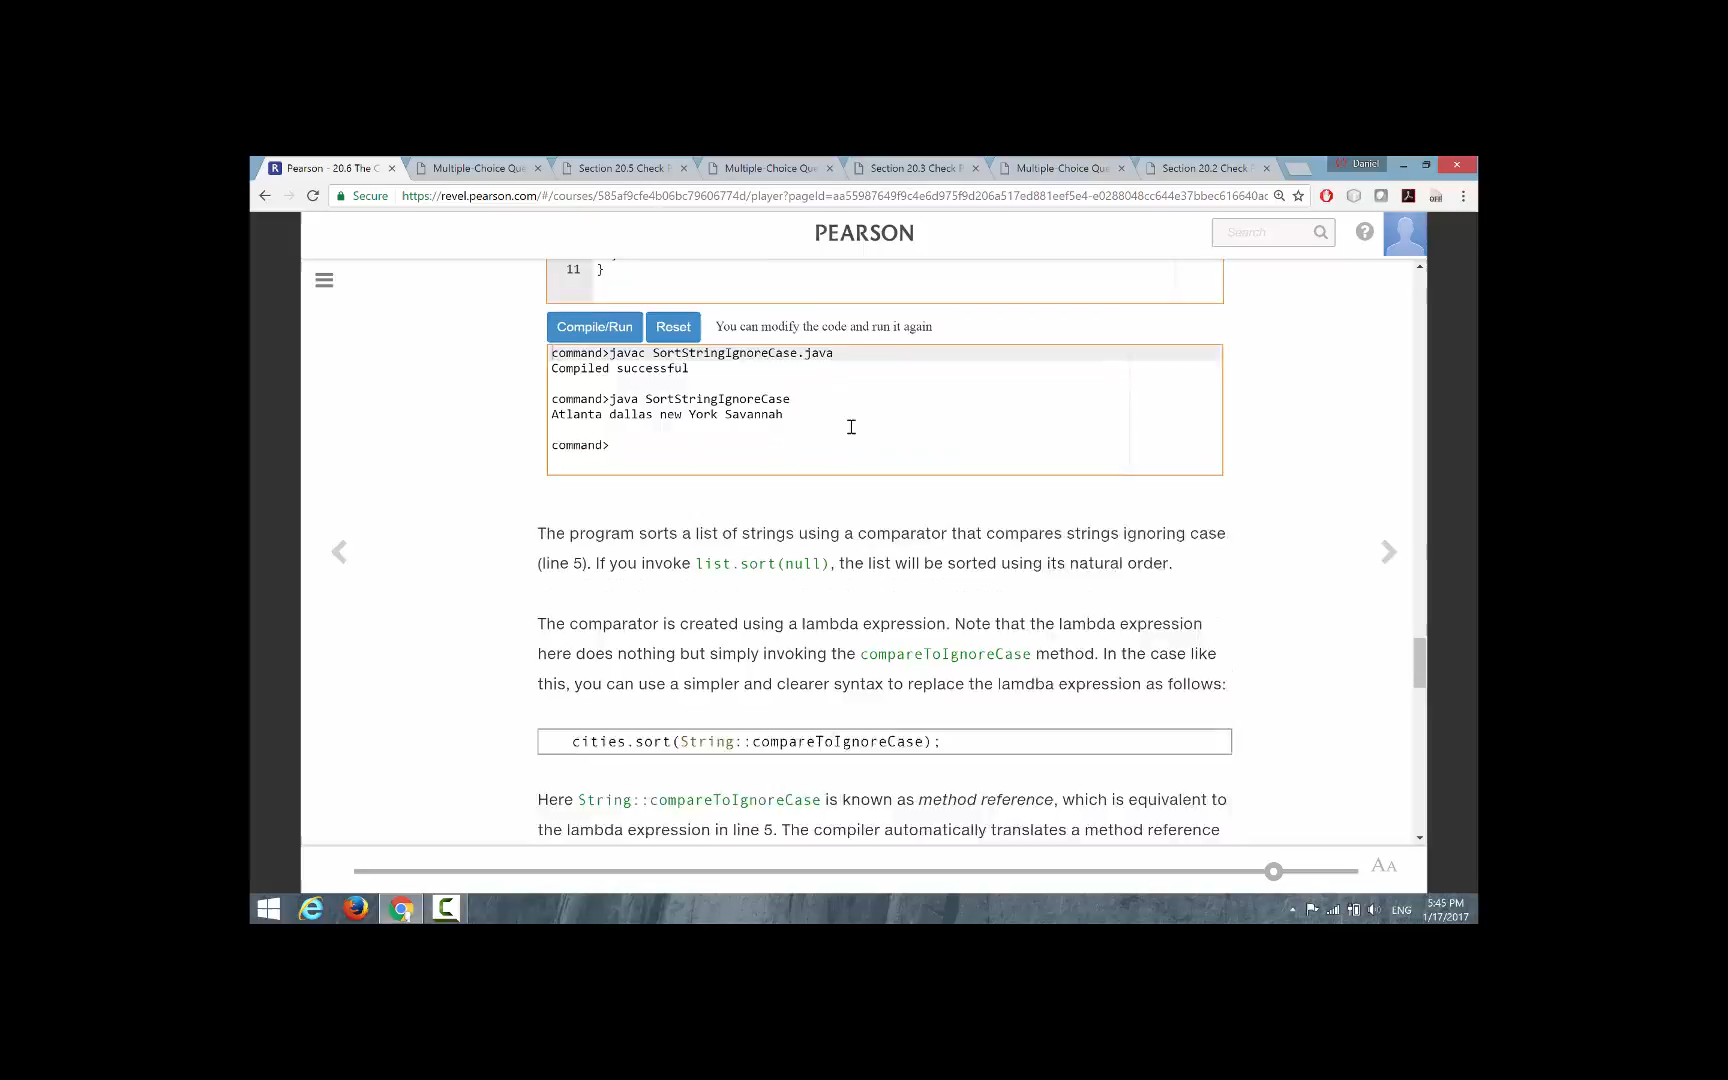 Pearson - 20.6 The C
Multiple-Choice Que
Section 20.5 Check P
Multiple-Choice Que
Section 20.3 Check P
Multiple-Choice Que
Section 20.2 Check P
Daniel
Secure
https://revel.pearson.com/#/courses/585af9cfe4b06bc79606774d/player?pageId=aa55987649f9c4e6d975f9d206a517ed881eef5e4-e0288048cc644e37bbec616640ac
PEARSON
Search
11 }
Compile/Run
Reset
You can modify the code and run it again
command>javac SortStringIgnoreCase.java
Compiled successful
command>java SortStringIgnoreCase
Atlanta dallas new York Savannah
command>
The program sorts a list of strings using a comparator that compares strings ignoring case
(line 5). If you invoke list.sort(null), the list will be sorted using its natural order.
The comparator is created using a lambda expression. Note that the lambda expression
here does nothing but simply invoking the compareToIgnoreCase method. In the case like
this, you can use a simpler and clearer syntax to replace the lamdba expression as follows:
cities.sort(String::compareToIgnoreCase);
Here String::compareToIgnoreCase is known as method reference, which is equivalent to
the lambda expression in line 5. The compiler automatically translates a method reference
AA
ENG
5:45 PM
1/17/2017